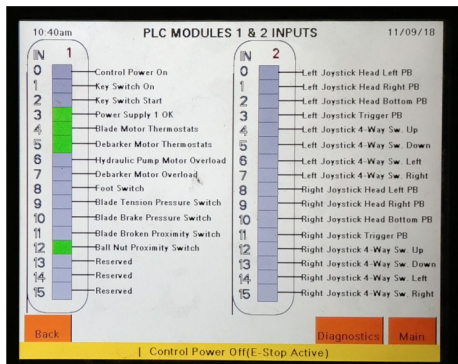 10:40am PLC MODULES 1 & 2 INPUTS 11/09/18
IN 1
0 Control Power On
1 Key Switch On
2 Key Switch Start
3 Power Supply 1 OK
4 Blade Motor Thermostats
5 Debarker Motor Thermostats
6 Hydraulic Pump Motor Overload
7 Debarker Motor Overload
8 Foot Switch
9 Blade Tension Pressure Switch
10 Blade Brake Pressure Switch
11 Blade Broken Proximity Switch
12 Ball Nut Proximity Switch
13 Reserved
14 Reserved
15 Reserved
IN 2
0 Left Joystick Head Left PB
1 Left Joystick Head Right PB
2 Left Joystick Head Bottom PB
3 Left Joystick Trigger PB
4 Left Joystick 4-Way Sw. Up
5 Left Joystick 4-Way Sw. Down
6 Left Joystick 4-Way Sw. Left
7 Left Joystick 4-Way Sw. Right
8 Right Joystick Head Left PB
9 Right Joystick Head Right PB
10 Right Joystick Head Bottom PB
11 Right Joystick Trigger PB
12 Right Joystick 4-Way Sw. Up
13 Right Joystick 4-Way Sw. Down
14 Right Joystick 4-Way Sw. Left
15 Right Joystick 4-Way Sw. Right
Back Diagnostics Main
| Control Power Off(E-Stop Active)